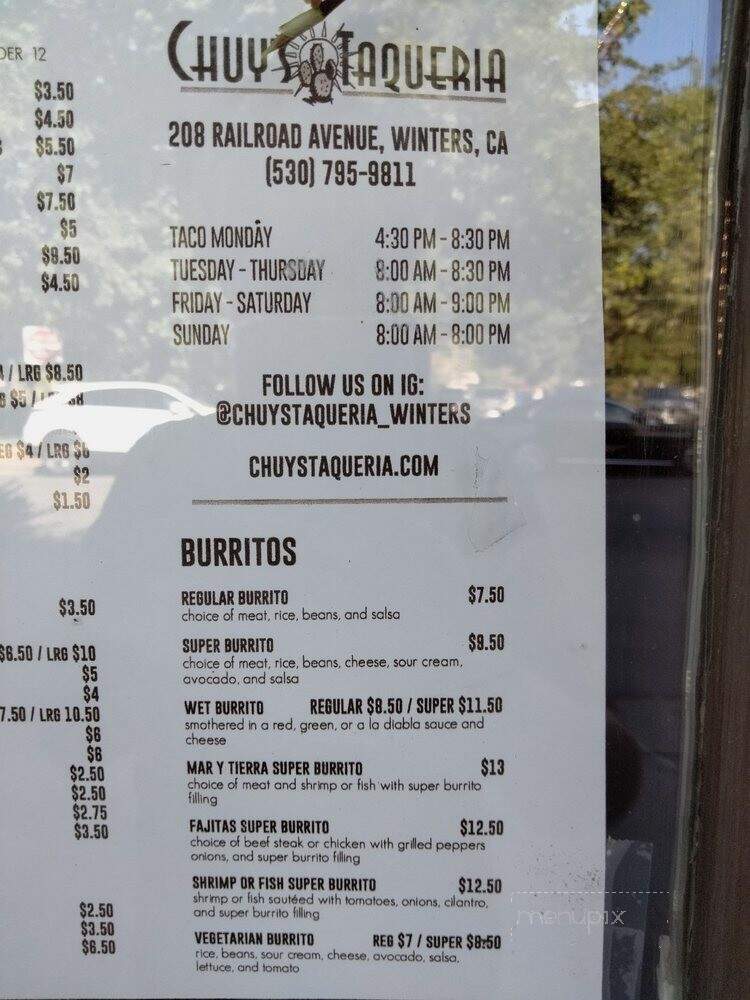 DER 12
$3.50
$4.50
$5.50
$7
$7.50
$5
$9.50
$4.50
/ LRG $8.50
$5 /
$4 / LRG $6
$2
$1.50
$3.50
$6.50 / LRG $10
$5
$4
7.50 / LRG 10.50
$6
$6
$2.50
$2.50
$2.75
$3.50
$2.50
$3.50
$6.50
CHUY'S TAQUERIA
208 RAILROAD AVENUE, WINTERS, CA
(530) 795-9811
TACO MONDAY 4:30 PM - 8:30 PM
TUESDAY - THURSDAY 8:00 AM - 8:30 PM
FRIDAY - SATURDAY 8:00 AM - 9:00 PM
SUNDAY 8:00 AM - 8:00 PM
FOLLOW US ON IG:
@CHUYSTAQUERIA_WINTERS
CHUYSTAQUERIA.COM
BURRITOS
REGULAR BURRITO $7.50
choice of meat, rice, beans, and salsa
SUPER BURRITO $9.50
choice of meat, rice, beans, cheese, sour cream,
avocado, and salsa
WET BURRITO REGULAR $8.50 / SUPER $11.50
smothered in a red, green, or a la diabla sauce and
cheese
MAR Y TIERRA SUPER BURRITO $13
choice of meat and shrimp or fish with super burrito
filling
FAJITAS SUPER BURRITO $12.50
choice of beef steak or chicken with grilled peppers
onions, and super burrito filling
SHRIMP OR FISH SUPER BURRITO $12.50
shrimp or fish sautéed with tomatoes, onions, cilantro,
and super burrito filling
VEGETARIAN BURRITO REG $7 / SUPER $8.50
rice, beans, sour cream, cheese, avocado, salsa,
lettuce, and tomato
menupix